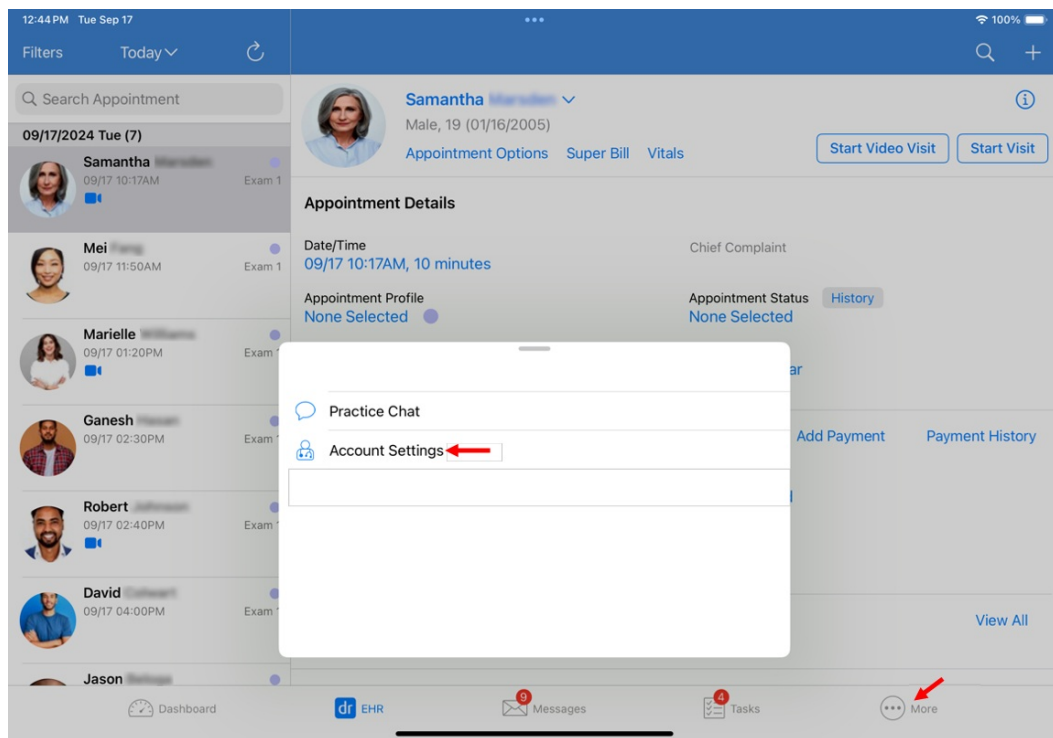 12:44 PM Tue Sep 17
100%
Filters
Today
Search Appointment
09/17/2024 Tue (7)
Samantha
09/17 10:17AM
Exam 1
Mei
09/17 11:50AM
Exam 1
Marielle
09/17 01:20PM
Exam
Ganesh
09/17 02:30PM
Exam
Robert
09/17 02:40PM
Exam
David
09/17 04:00PM
Exam
Jason
Samantha
Male, 19 (01/16/2005)
Appointment Options Super Bill Vitals
Start Video Visit
Start Visit
Appointment Details
Date/Time
09/17 10:17AM, 10 minutes
Chief Complaint
Appointment Profile
None Selected
Appointment Status
History
None Selected
ar
Add Payment
Payment History
View All
Practice Chat
Account Settings
Dashboard
dr EHR
9
Messages
4
Tasks
More